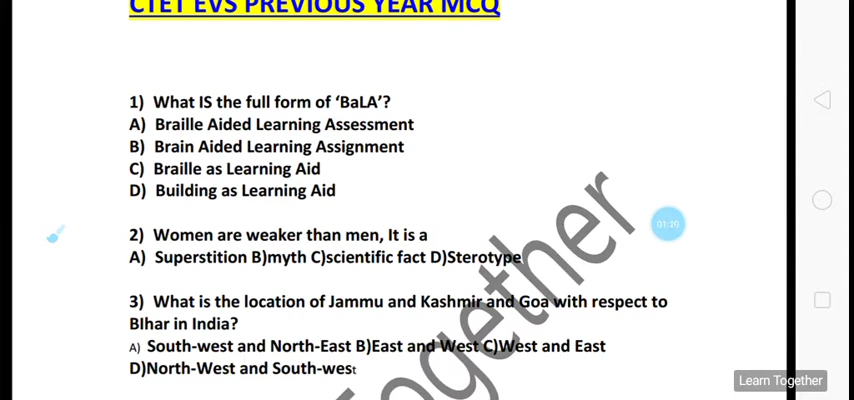 CTET EVS PREVIOUS YEAR MCQ
1) What IS the full form of ‘BaLA’?
A) Braille Aided Learning Assessment
B) Brain Aided Learning Assignment
C) Braille as Learning Aid
D) Building as Learning Aid
2) Women are weaker than men, It is a
A) Superstition B)myth C)scientific fact D)Sterotype
3) What is the location of Jammu and Kashmir and Goa with respect to
BIhar in India?
A) South-west and North-East B)East and West C)West and East
D)North-West and South-west
Together
01:10
Learn Together